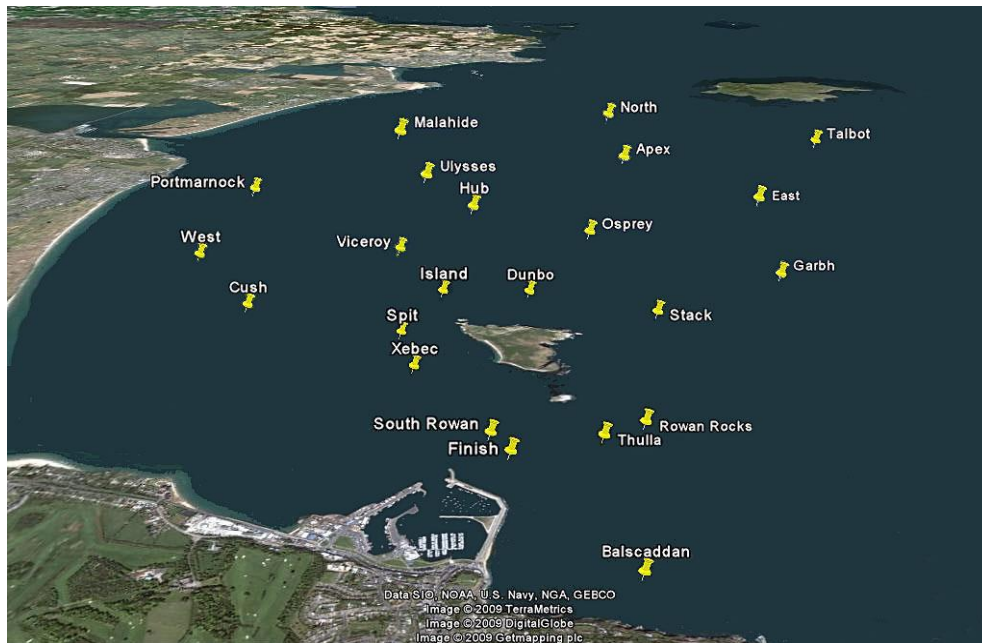 North
Malahide
Talbot
Apex
Ulysses
Portmarnock
Hub
East
Osprey
West
Viceroy
Garbh
Island
Dunbo
Cush
Stack
Spit
Xebec
South Rowan
Rowan Rocks
Thulla
Finish
Balscaddan
Data SIO, NOAA, U.S. Navy, NGA, GEBCO
Image © 2009 TerraMetrics
Image © 2009 DigitalGlobe
Image © 2009 Getmapping plc